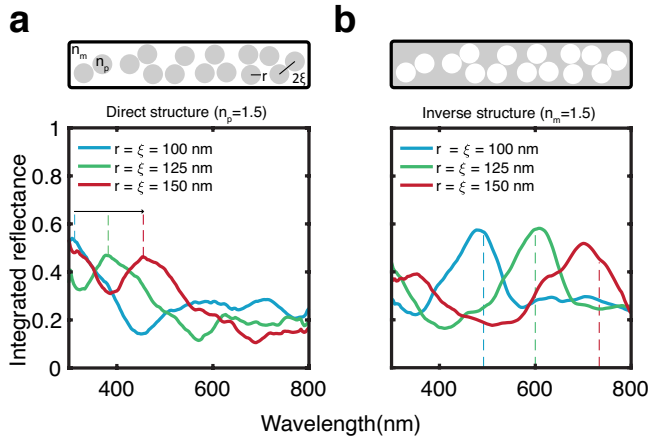 a
b
n_m
n_p
r
2ξ
Direct structure (n_p=1.5)
Inverse structure (n_m=1.5)
Integrated reflectance
1
0.8
0.6
0.4
0.2
0
r = ξ = 100 nm
r = ξ = 125 nm
r = ξ = 150 nm
r = ξ = 100 nm
r = ξ = 125 nm
r = ξ = 150 nm
400 600 800
400 600 800
Wavelength(nm)